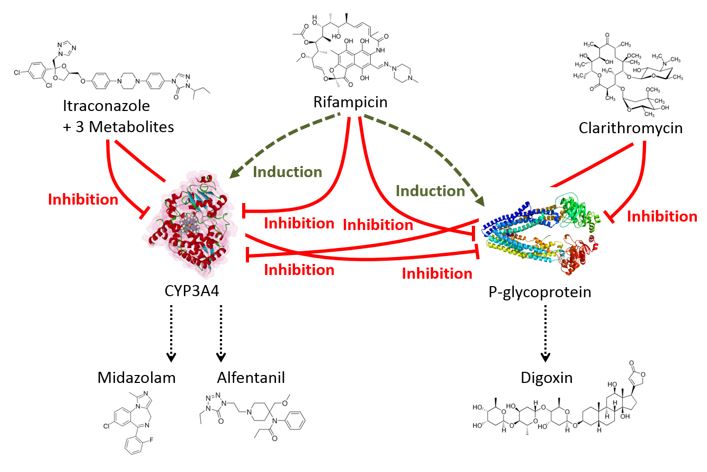 Itraconazole
+ 3 Metabolites
Rifampicin
Clarithromycin
Induction
Induction
Inhibition
Inhibition
Inhibition
Inhibition
Inhibition
Inhibition
CYP3A4
P-glycoprotein
Midazolam
Alfentanil
Digoxin